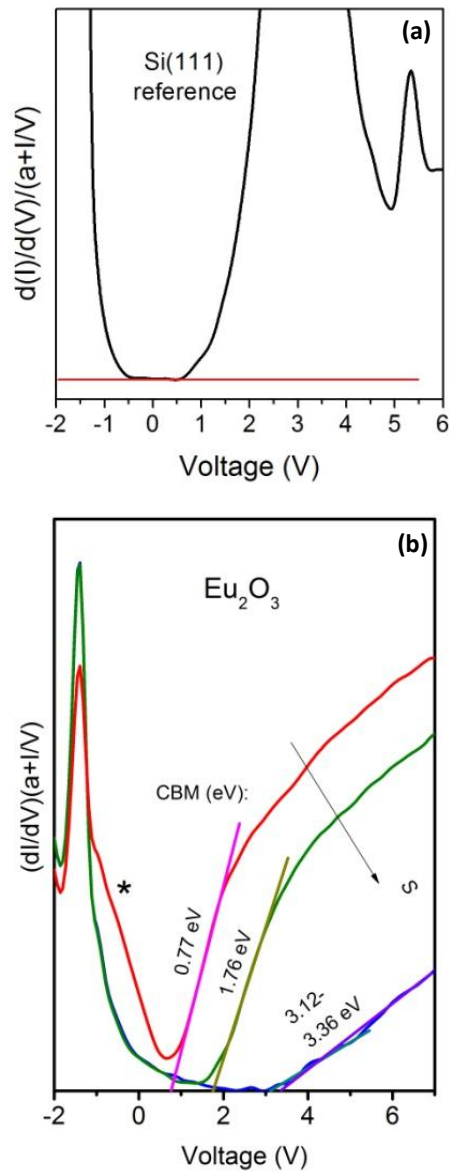 (a)
Si(111)
reference
d(I)/d(V)/(a+I/V)
-2 -1 0 1 2 3 4 5 6
Voltage (V)
(b)
Eu₂O₃
(dI/dV)(a+I/V)
CBM (eV):
*
S
0.77 eV
1.76 eV
3.12-
3.36 eV
-2 0 2 4 6
Voltage (V)